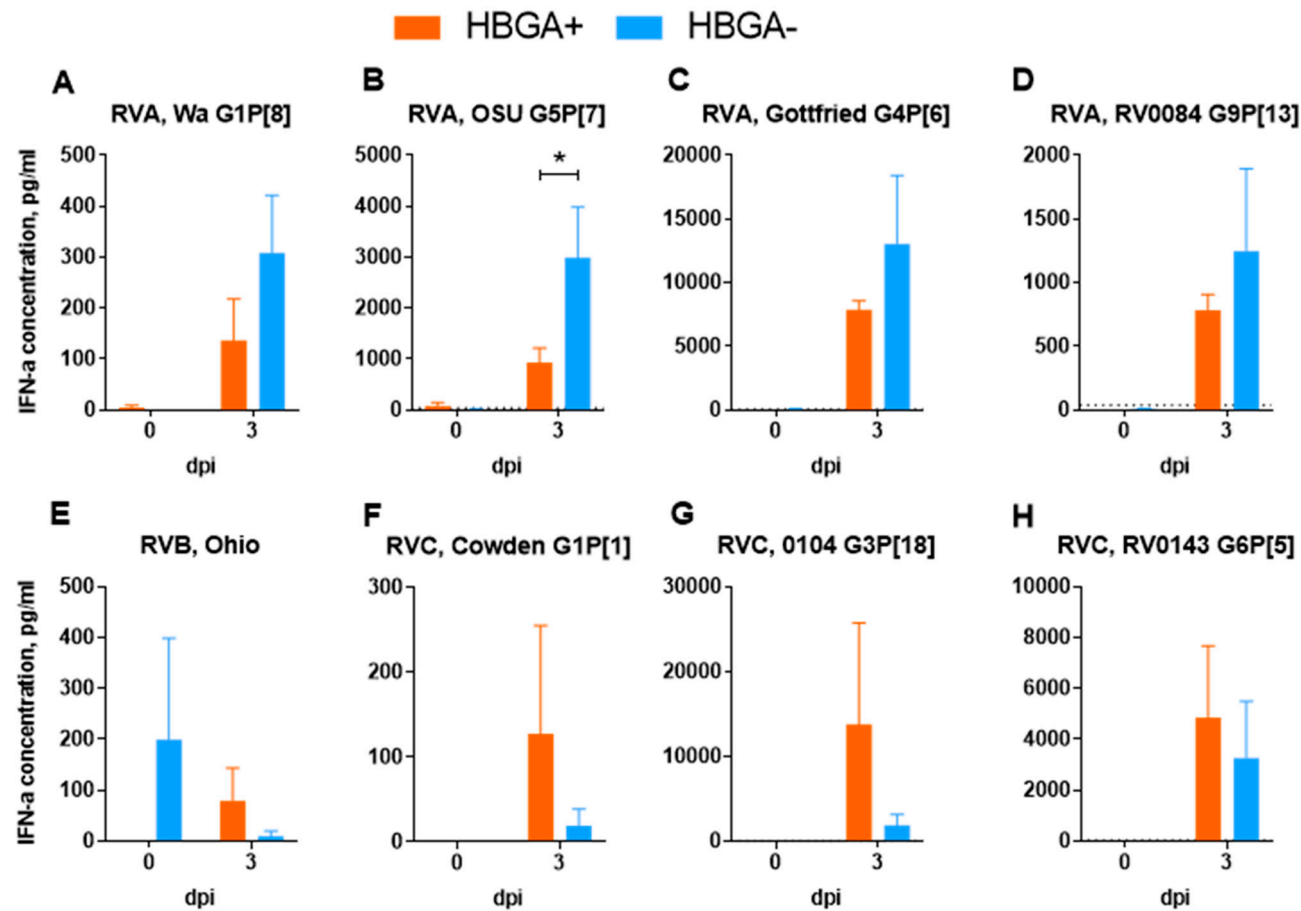 HBGA+ HBGA-
A B C D
RVA, Wa G1P[8] RVA, OSU G5P[7] RVA, Gottfried G4P[6] RVA, RV0084 G9P[13]
IFN-a concentration, pg/ml
500 5000 20000 2000
*
400 4000 15000 1500
300 3000
10000 1000
200 2000
5000 500
100 1000
0 0 0 0
0 3 0 3 0 3 0 3
dpi dpi dpi dpi
E F G H
RVB, Ohio RVC, Cowden G1P[1] RVC, 0104 G3P[18] RVC, RV0143 G6P[5]
IFN-a concentration, pg/ml
500 300 30000 10000
400 8000
200 20000
300 6000
200 4000
100 10000
100 2000
0 0 0 0
0 3 0 3 0 3 0 3
dpi dpi dpi dpi